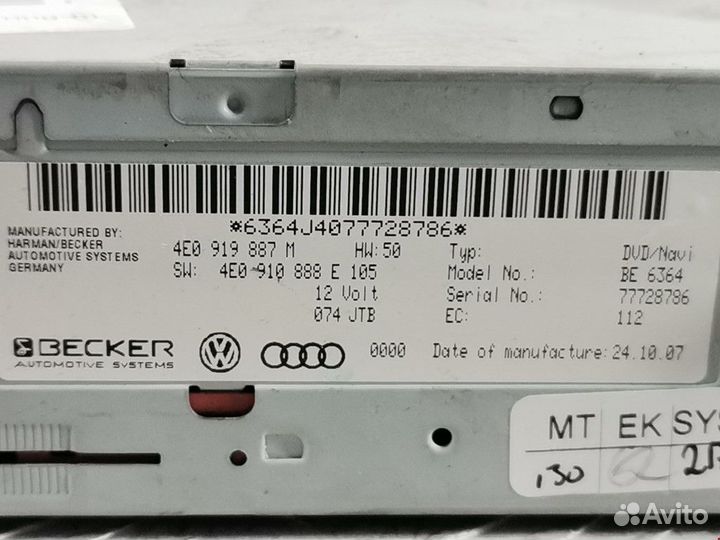 *6364J4077728786*
MANUFACTURED BY:
HARMAN/BECKER
AUTOMOTIVE SYSTEMS
GERMANY
4E0 919 887 M HW:50
SW: 4E0 910 888 E 105
12 Volt
074 JTB
Typ: DVD/Navi
Model No.: BE 6364
Serial No.: 77728786
EC: 112
BECKER
AUTOMOTIVE SYSTEMS
0000 Date of manufacture: 24.10.07
MT EK SYS
Avito